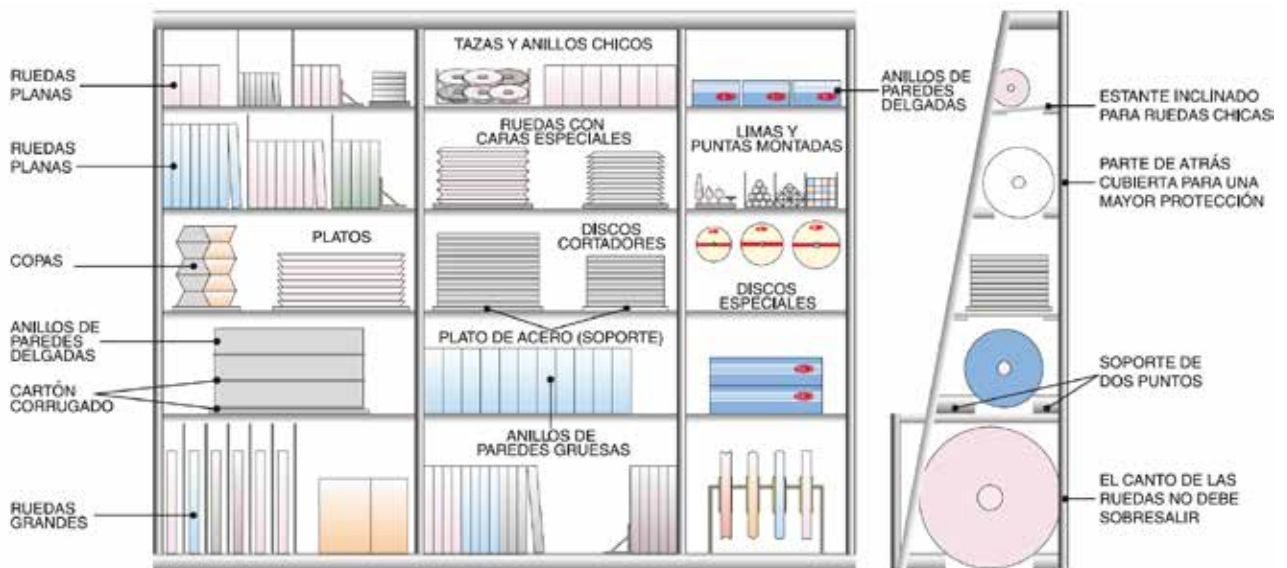 RUEDAS
PLANAS
RUEDAS
PLANAS
COPAS
ANILLOS DE
PAREDES
DELGADAS
CARTÓN
CORRUGADO
RUEDAS
GRANDES
PLATOS
TAZAS Y ANILLOS CHICOS
RUEDAS CON
CARAS ESPECIALES
DISCOS
CORTADORES
PLATO DE ACERO (SOPORTE)
ANILLOS DE
PAREDES GRUESAS
LIMAS Y
PUNTAS MONTADAS
DISCOS
ESPECIALES
ANILLOS DE
PAREDES
DELGADAS
ESTANTE INCLINADO
PARA RUEDAS CHICAS
PARTE DE ATRÁS
CUBIERTA PARA UNA
MAYOR PROTECCIÓN
SOPORTE DE
DOS PUNTOS
EL CANTO DE LAS
RUEDAS NO DEBE
SOBRESALIR